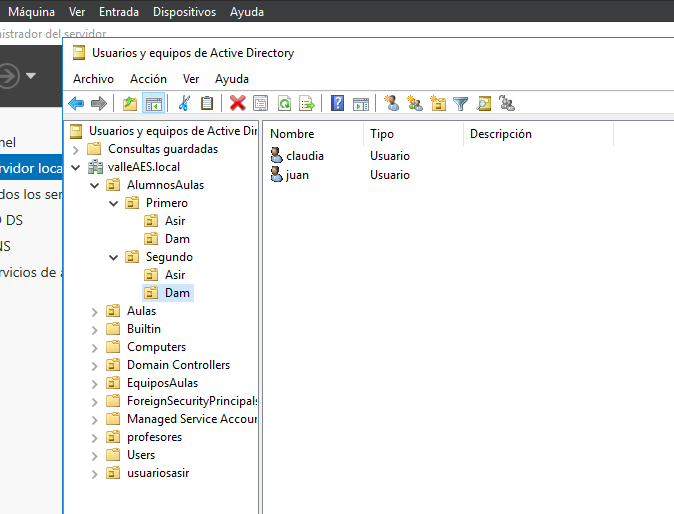 Máquina Ver Entrada Dispositivos Ayuda
nistrador del servidor
Usuarios y equipos de Active Directory
Archivo Acción Ver Ayuda
Usuarios y equipos de Active Dir
Nombre Tipo Descripción
Consultas guardadas
claudia Usuario
valleAES.local
juan Usuario
AlumnosAulas
Primero
Asir
Dam
Segundo
Asir
Dam
Aulas
Builtin
Computers
Domain Controllers
EquiposAulas
ForeignSecurityPrincipals
Managed Service Accour
profesores
Users
usuariosasir
nel
rvidor loca
dos los ser
D DS
NS
rvicios de a